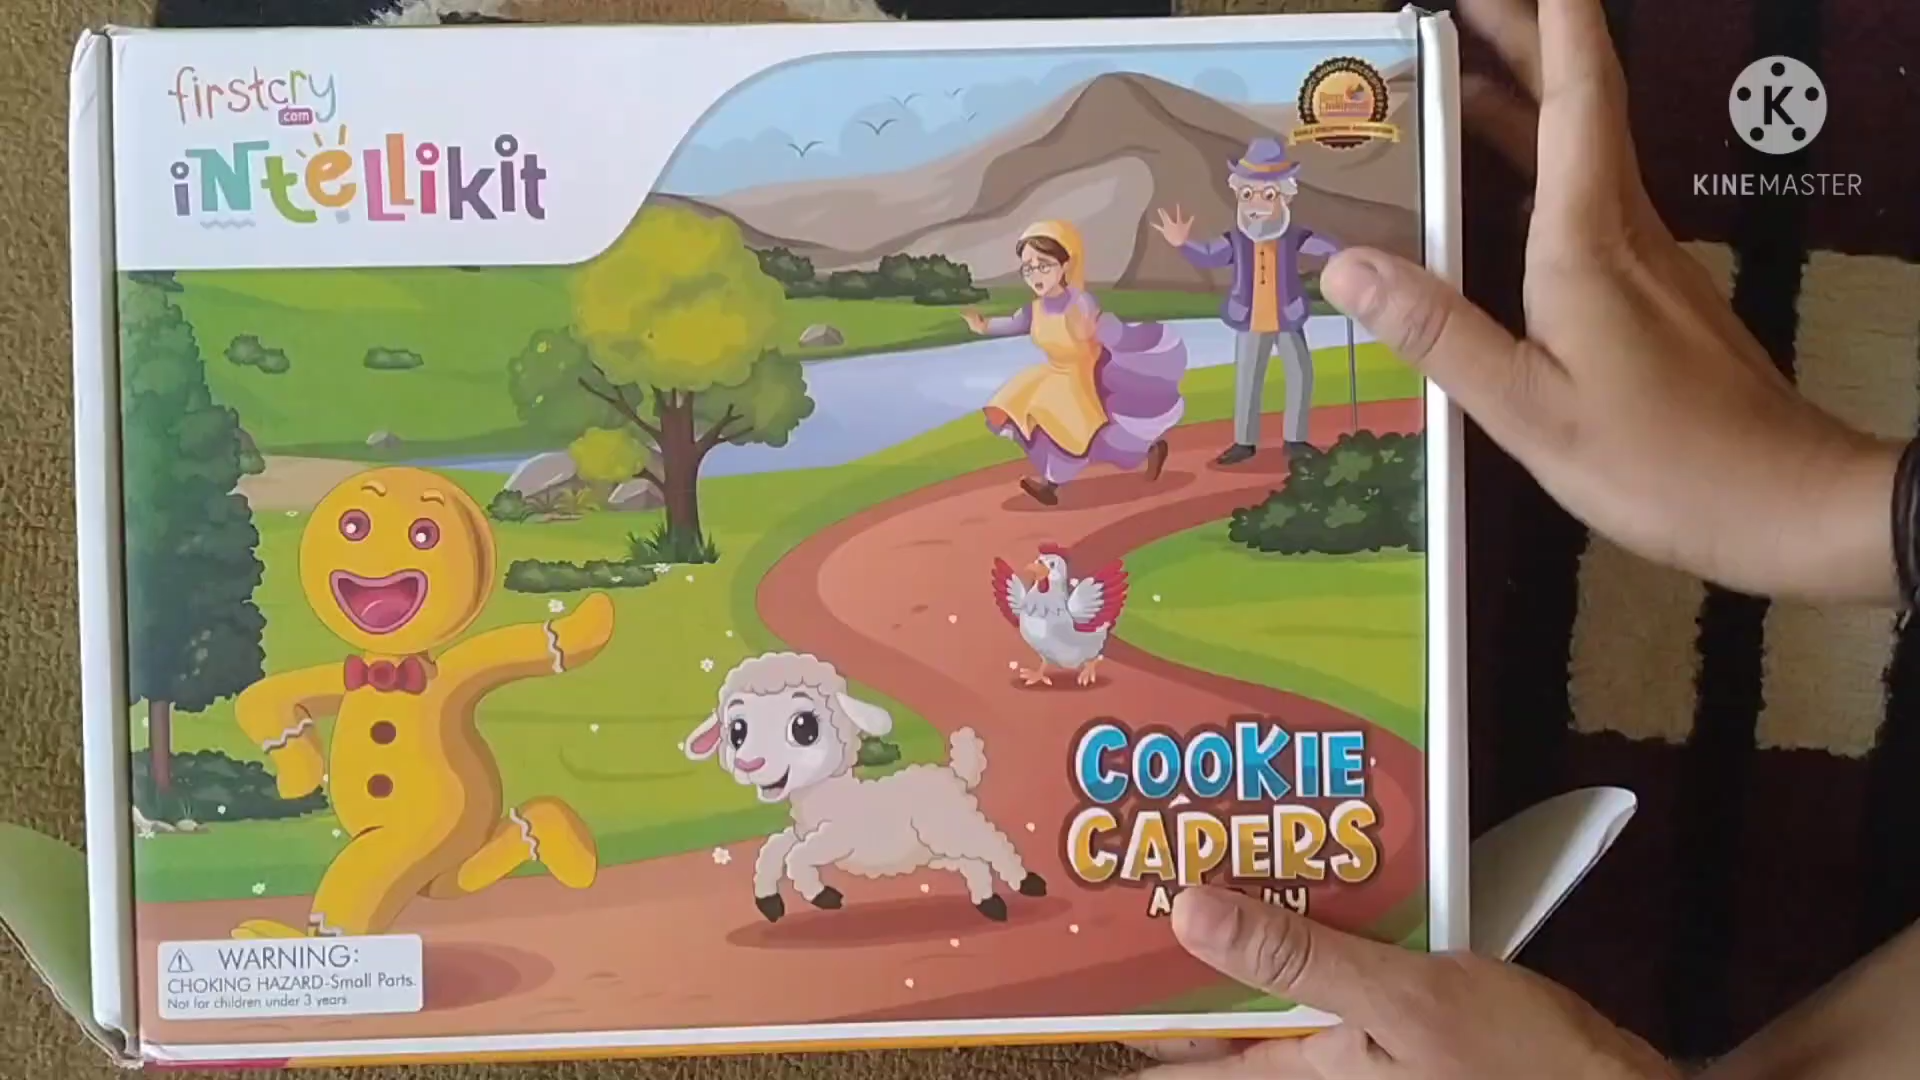 firstcry
.com
iNtellikit
K
KINEMASTER
COOKIE
CAPERS
WARNING:
CHOKING HAZARD-Small Parts.
Not for children under 3 years